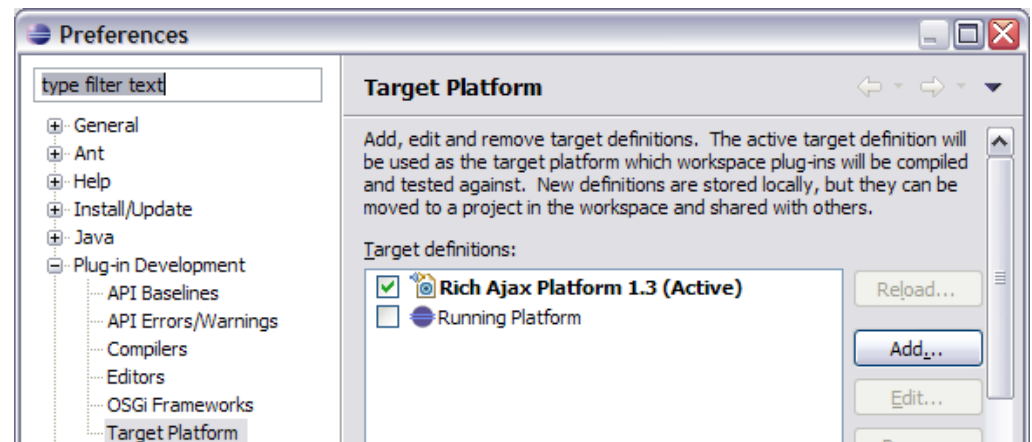 Preferences
type filter text
General
Ant
Help
Install/Update
Java
Plug-in Development
API Baselines
API Errors/Warnings
Compilers
Editors
OSGi Frameworks
Target Platform
Target Platform
Add, edit and remove target definitions.  The active target definition will
be used as the target platform which workspace plug-ins will be compiled
and tested against.  New definitions are stored locally, but they can be
moved to a project in the workspace and shared with others.
Target definitions:
Rich Ajax Platform 1.3 (Active)
Running Platform
Reload...
Add...
Edit...